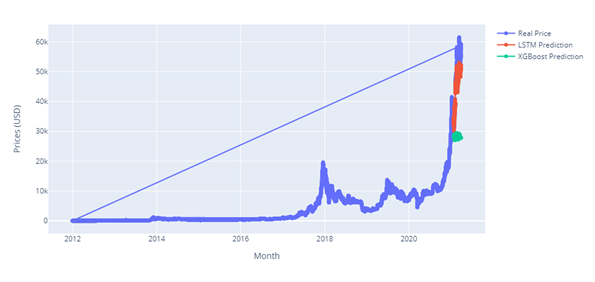 Real Price
LSTM Prediction
XGBoost Prediction
60k
50k
40k
30k
20k
10k
0
Prices (USD)
2012
2014
2016
2018
2020
Month